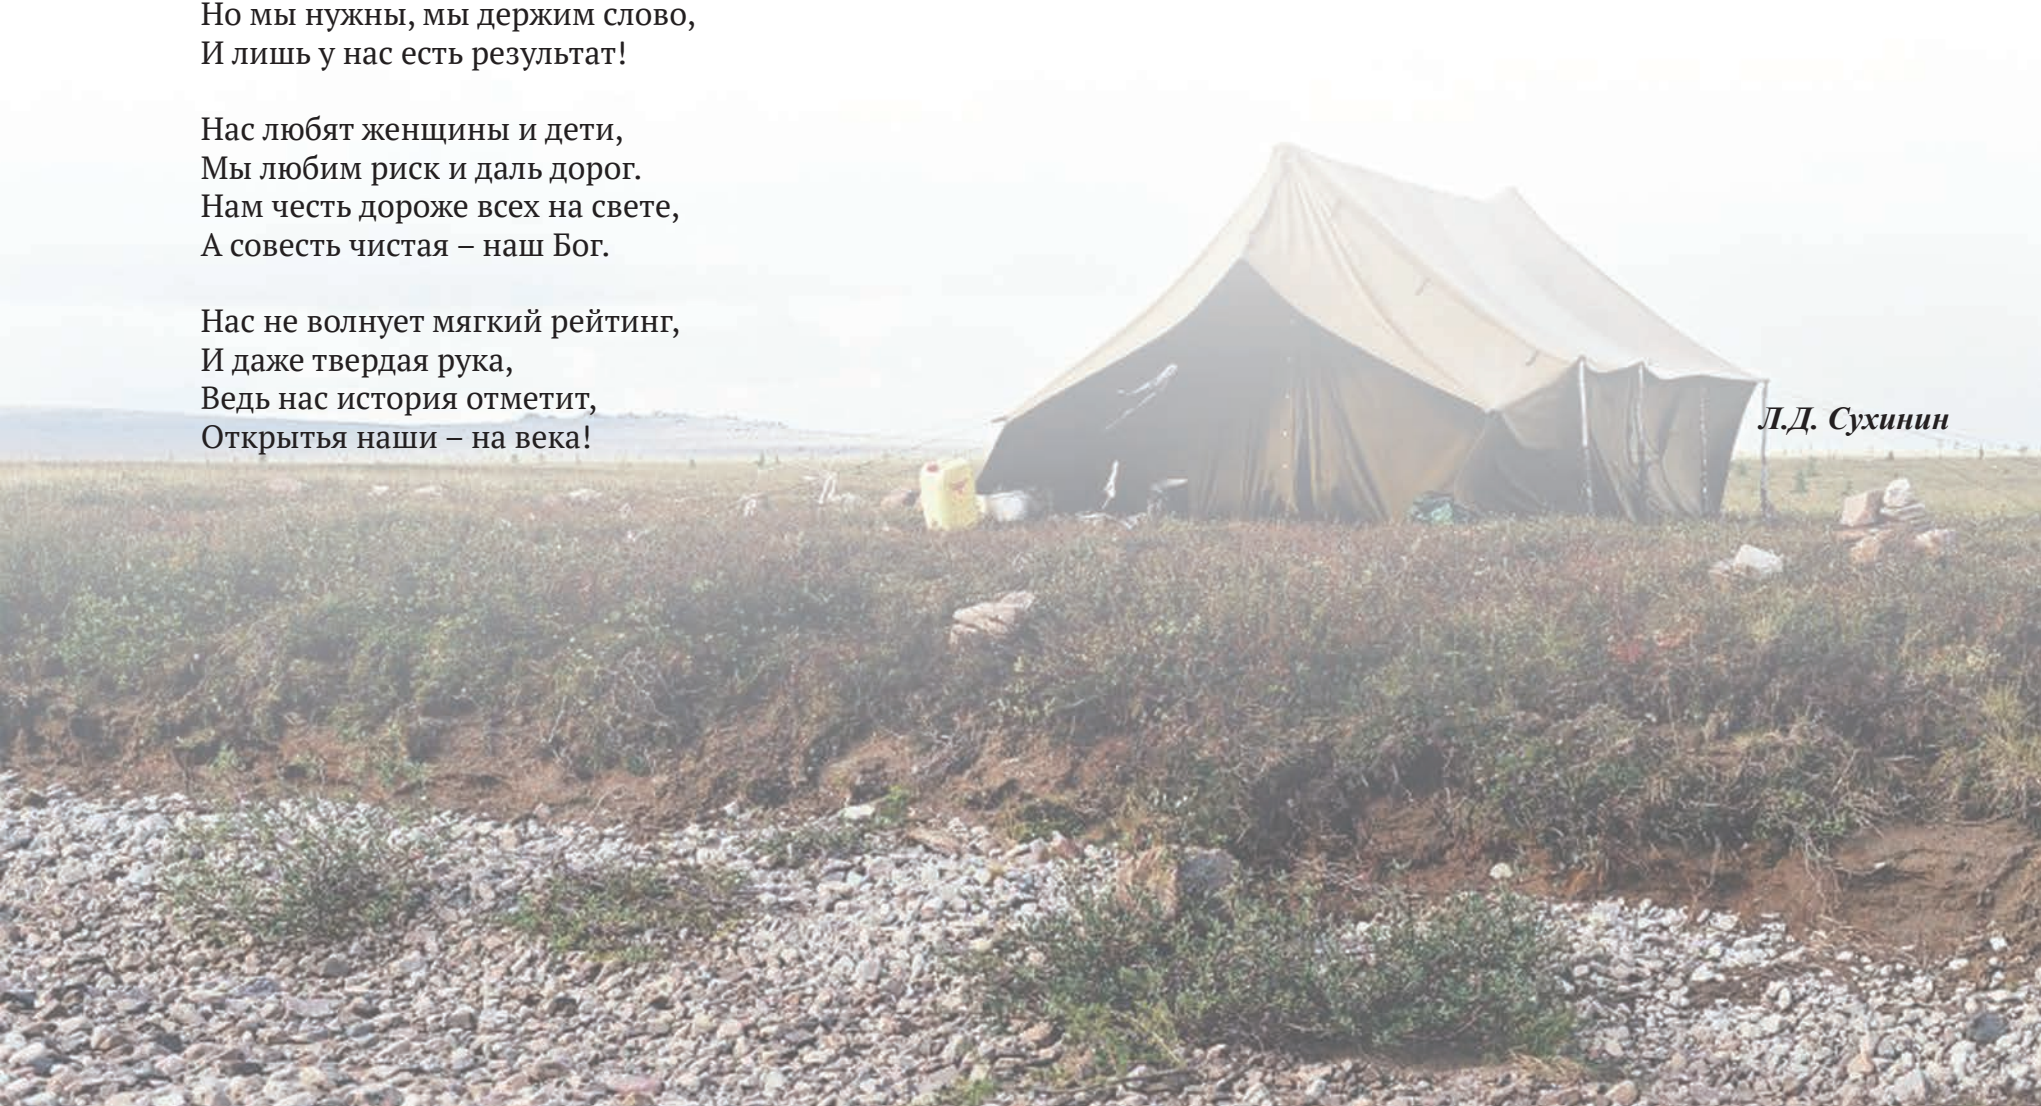 Но мы нужны, мы держим слово,
И лишь у нас есть результат!
Нас любят женщины и дети,
Мы любим риск и даль дорог.
Нам честь дороже всех на свете,
А совесть чистая – наш Бог.
Нас не волнует мягкий рейтинг,
И даже твердая рука,
Ведь нас история отметит,
Открытья наши – на века!
Л.Д. Сухинин